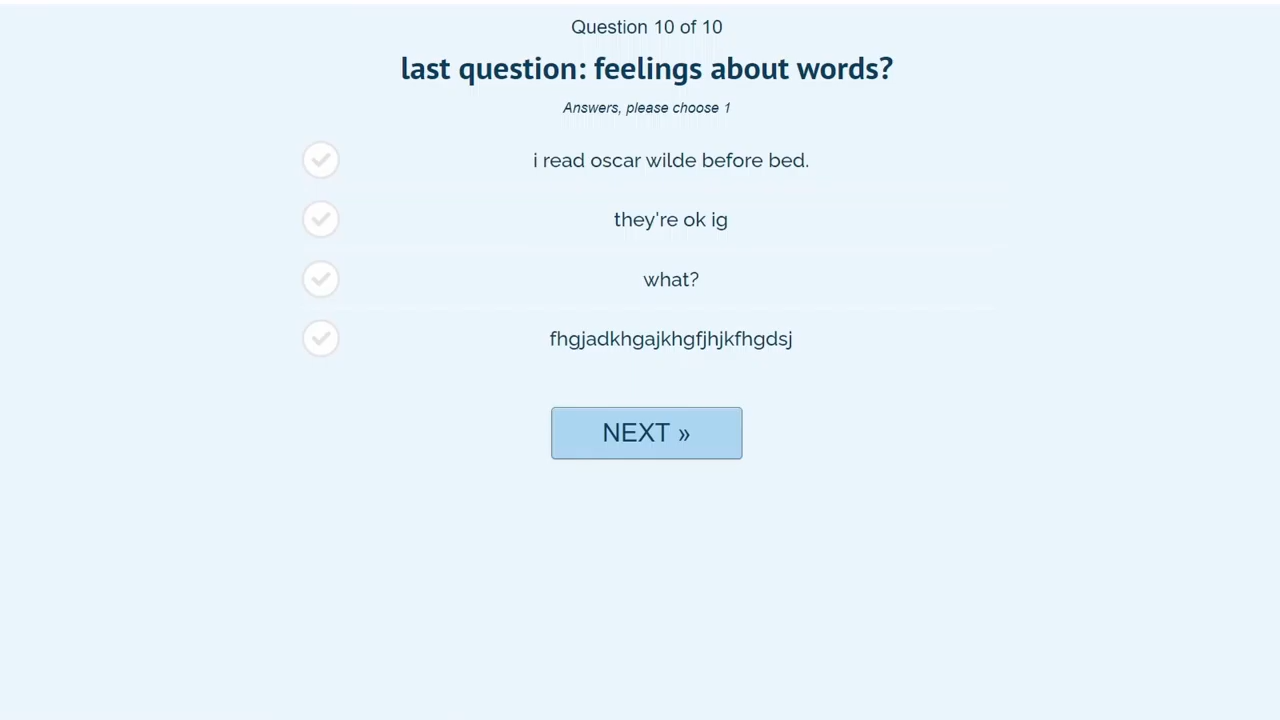 Question 10 of 10
last question: feelings about words?
Answers, please choose 1
i read oscar wilde before bed.
they're ok ig
what?
fhgjadkhgajkhgfjhjkfhgdsj
NEXT »